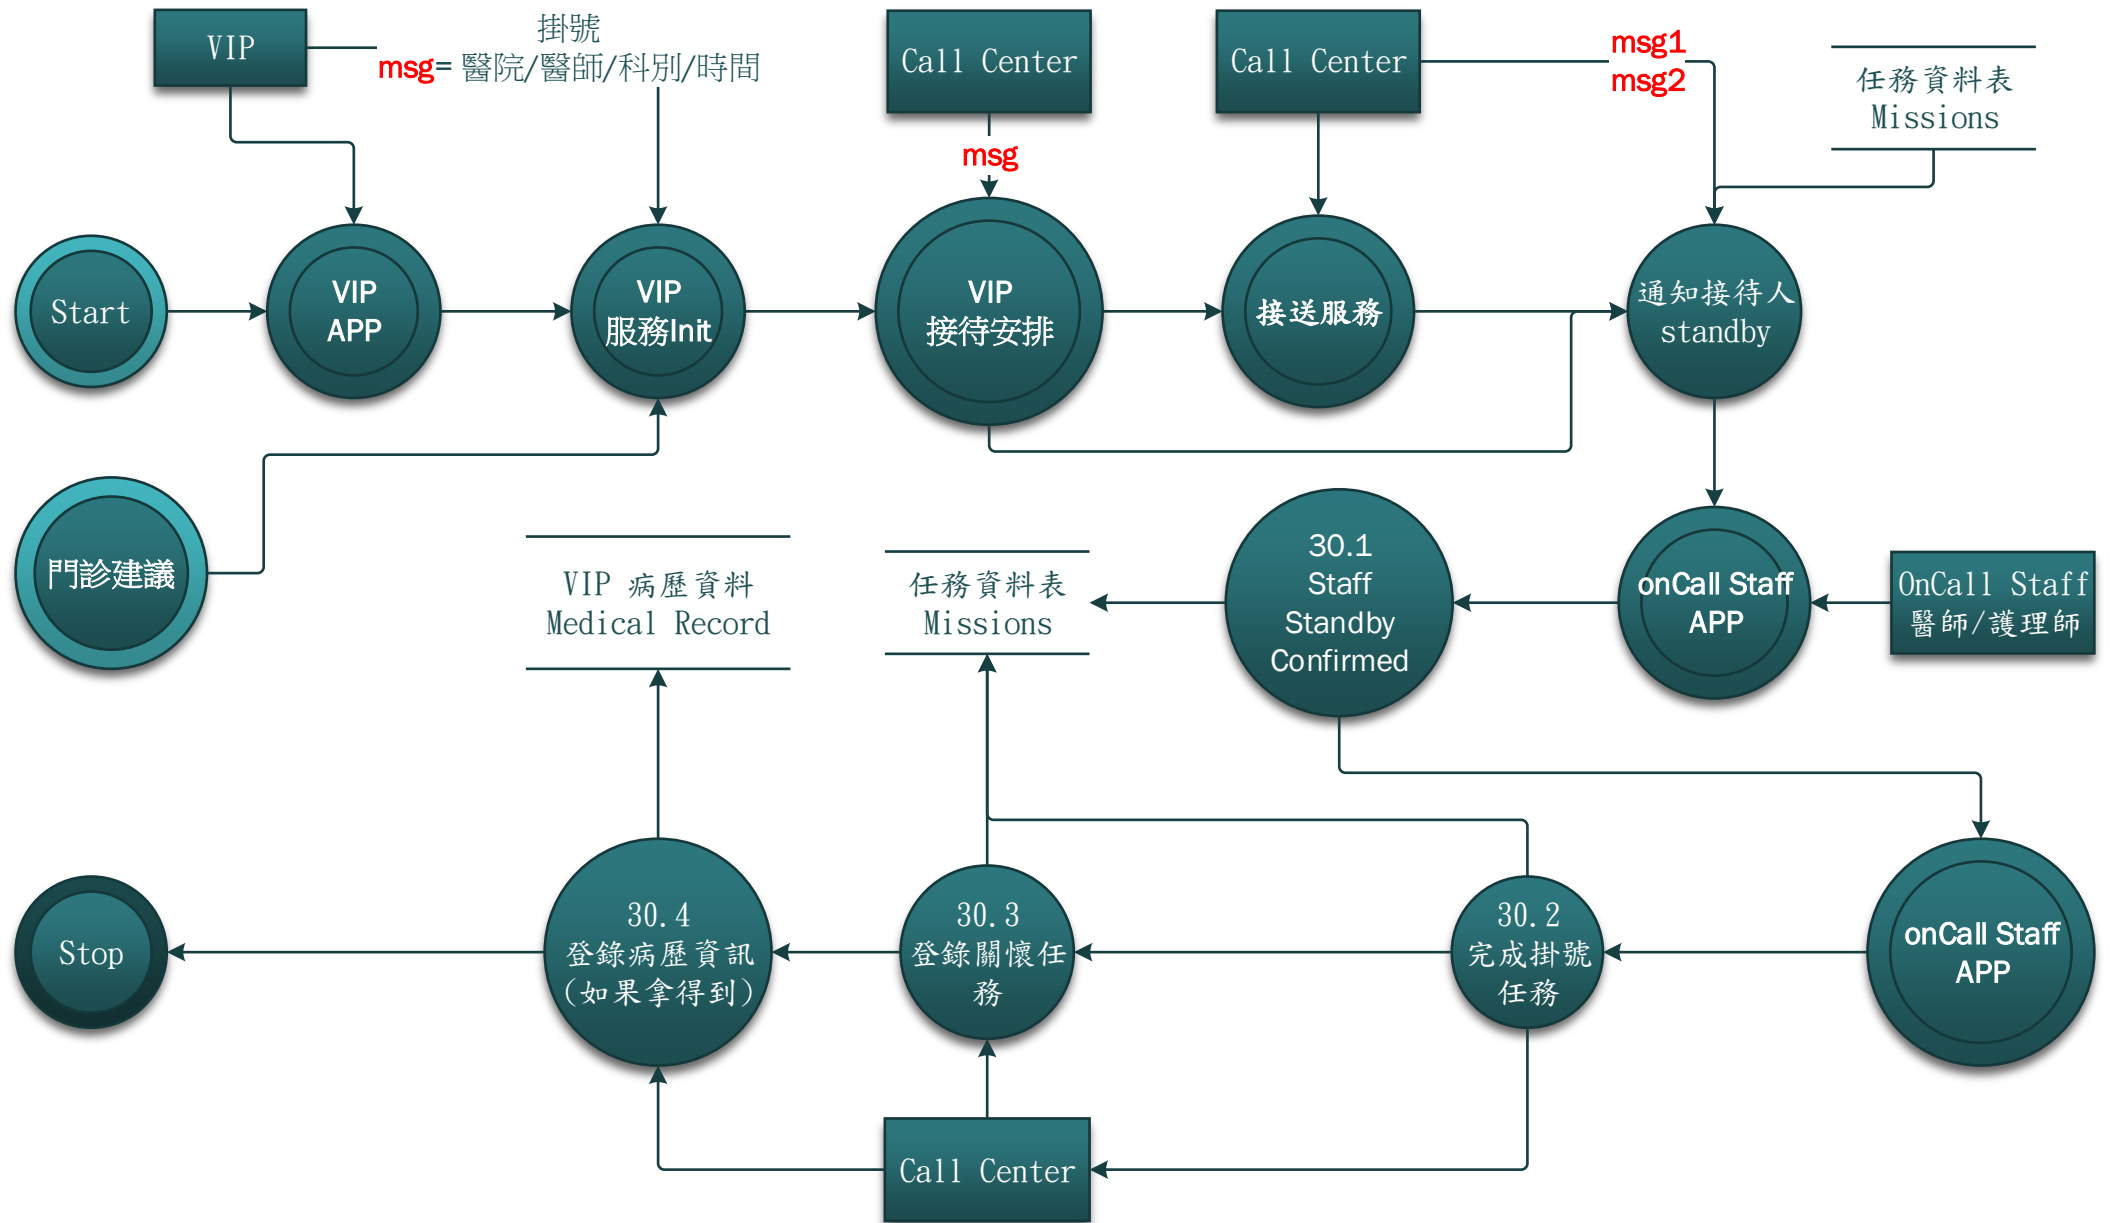 VIP
掛號
msg= 醫院/醫師/科別/時間
Call Center
Call Center
msg1
msg2
任務資料表
Missions
msg
Start
VIP
APP
VIP
服務Init
VIP
接待安排
接送服務
通知接待人
standby
門診建議
VIP 病歷資料
Medical Record
任務資料表
Missions
30.1
Staff
Standby
Confirmed
onCall Staff
APP
OnCall Staff
醫師/護理師
Stop
30.4
登錄病歷資訊
(如果拿得到)
30.3
登錄關懷任
務
30.2
完成掛號
任務
onCall Staff
APP
Call Center